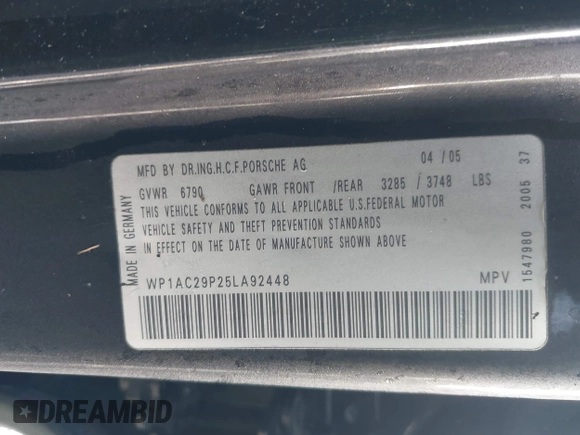 MFD BY DR.ING.H.C.F.PORSCHE AG 04 / 05
GVWR 6790 GAWR FRONT /REAR 3285 / 3748 LBS
THIS VEHICLE CONFORMS TO ALL APPLICABLE U.S.FEDERAL MOTOR
VEHICLE SAFETY AND THEFT PREVENTION STANDARDS
IN EFFECT ON THE DATE OF MANUFACTURE SHOWN ABOVE
WP1AC29P25LA92448 MPV
MADE IN GERMANY
1547980 2005 37
DREAMBID